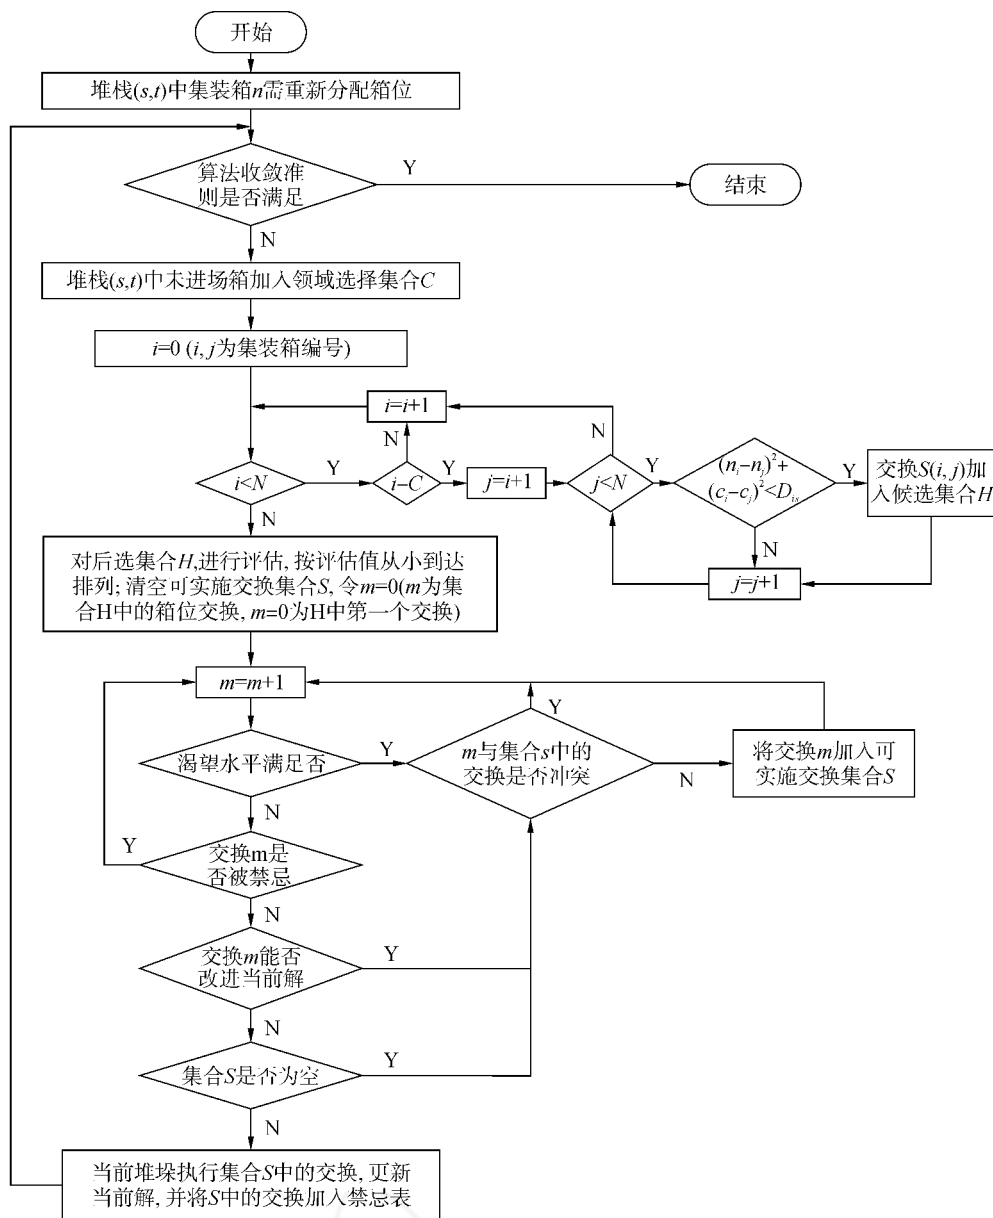 开始
堆栈(s,t)中集装箱n需重新分配箱位
算法收敛准
则是否满足
Y
结束
N
堆栈(s,t)中未进场箱加入领域选择集合C
i=0 (i, j为集装箱编号)
i=i+1
N
N
i<N
Y
i-C
Y
j=i+1
j<N
Y
(nᵢ-nⱼ)²+
(cᵢ-cⱼ)²<D_is
Y
交换S(i, j)加
入候选集合H
N
N
j=j+1
对后选集合H,进行评估, 按评估值从小到达
排列; 清空可实施交换集合S, 令m=0(m为集
合H中的箱位交换, m=0为H中第一个交换)
m=m+1
Y
渴望水平满足否
Y
m与集合s中的
交换是否冲突
N
将交换m加入可
实施交换集合S
N
Y
交换m是
否被禁忌
N
交换m能否
改进当前解
Y
N
集合S是否为空
Y
N
当前堆垛执行集合S中的交换, 更新
当前解, 并将S中的交换加入禁忌表